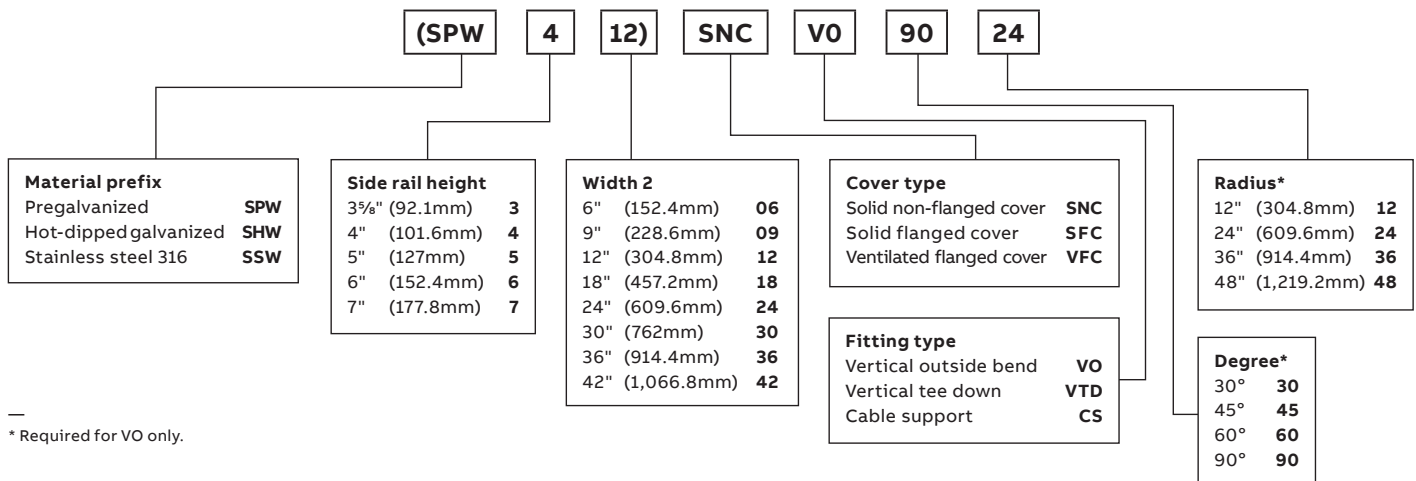 (SPW 4 12) SNC V0 90 24
Material prefix
Pregalvanized SPW
Hot-dipped galvanized SHW
Stainless steel 316 SSW
Side rail height
3⅝" (92.1mm) 3
4" (101.6mm) 4
5" (127mm) 5
6" (152.4mm) 6
7" (177.8mm) 7
Width 2
6" (152.4mm) 06
9" (228.6mm) 09
12" (304.8mm) 12
18" (457.2mm) 18
24" (609.6mm) 24
30" (762mm) 30
36" (914.4mm) 36
42" (1,066.8mm) 42
Cover type
Solid non-flanged cover SNC
Solid flanged cover SFC
Ventilated flanged cover VFC
Fitting type
Vertical outside bend VO
Vertical tee down VTD
Cable support CS
Radius*
12" (304.8mm) 12
24" (609.6mm) 24
36" (914.4mm) 36
48" (1,219.2mm) 48
Degree*
30° 30
45° 45
60° 60
90° 90
—
* Required for VO only.